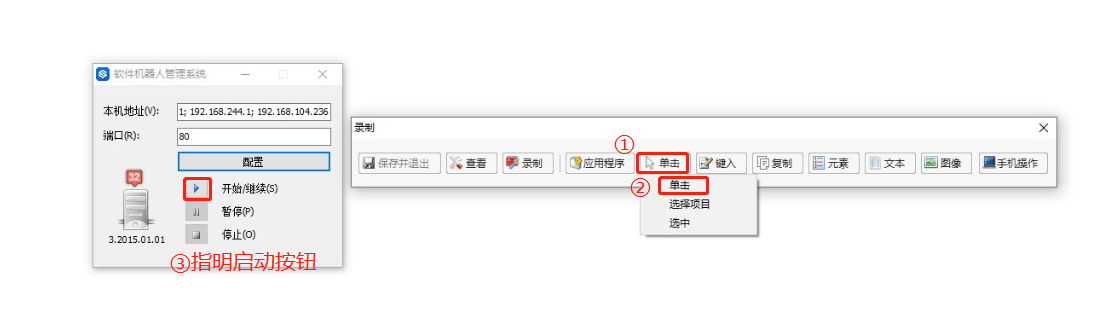 软件机器人管理系统
本机地址(V):
1; 192.168.244.1; 192.168.104.236
端口(R):
80
配置
32
开始/继续(S)
暂停(P)
停止(O)
3.2015.01.01
③指明启动按钮
录制
①
保存并退出 查看 录制 应用程序 单击 键入 复制 元素 文本 图像 手机操作
②
单击
选择项目
选中